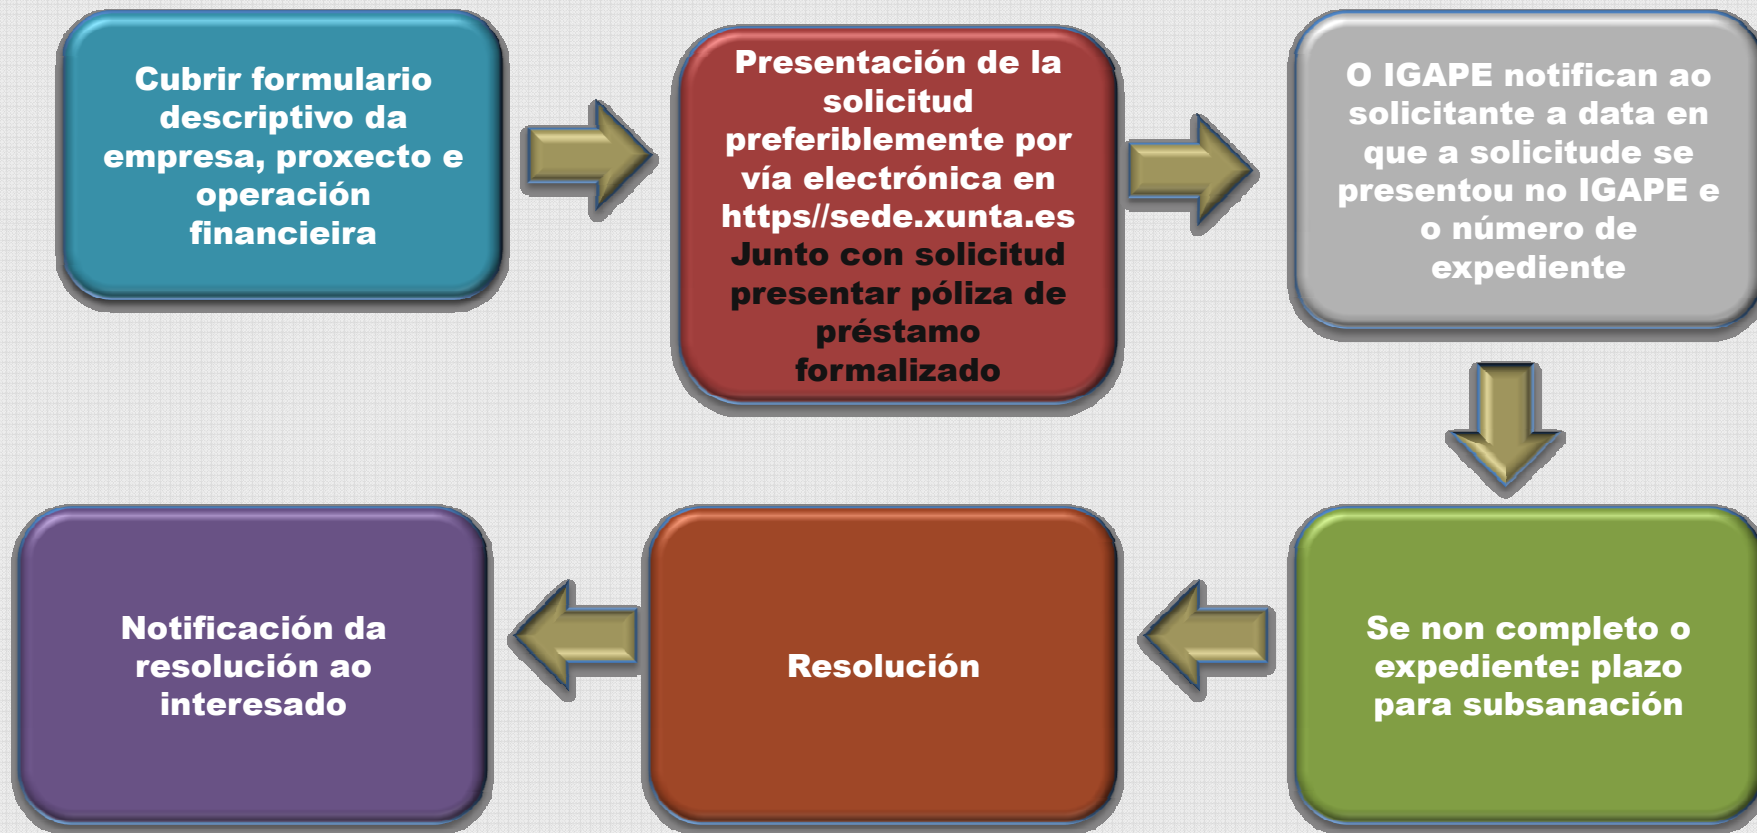 Cubrir formulario
descriptivo da
empresa, proxecto e
operación
financieira
Presentación de la
solicitud
preferiblemente por
vía electrónica en
https//sede.xunta.es
Junto con solicitud
presentar póliza de
préstamo
formalizado
O IGAPE notifican ao
solicitante a data en
que a solicitude se
presentou no IGAPE e
o número de
expediente
Se non completo o
expediente: plazo
para subsanación
Resolución
Notificación da
resolución ao
interesado